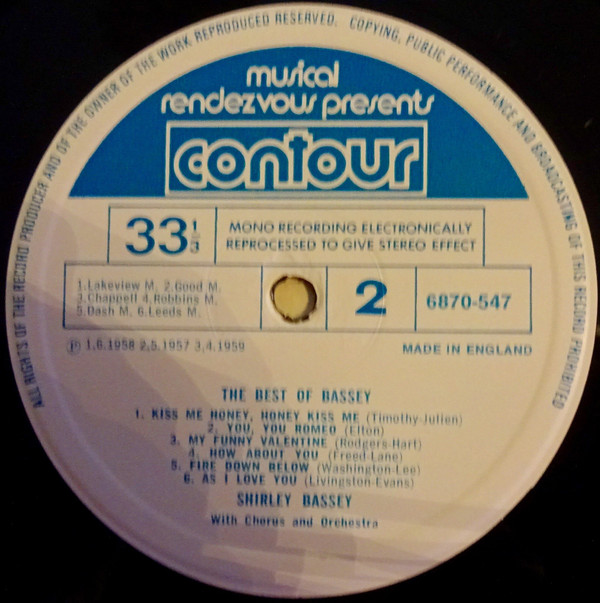 ALL RIGHTS OF THE RECORD PRODUCER AND OF THE OWNER OF THE WORK REPRODUCED RESERVED. COPYING, PUBLIC PERFORMANCE AND BROADCASTING OF THIS RECORD PROHIBITED
musical
rendezvous presents
contour
33 1/3
MONO RECORDING ELECTRONICALLY
REPROCESSED TO GIVE STEREO EFFECT
1.Lakeview M. 2.Good M.
3.Chappell 4.Robbins M.
5.Dash M. 6.Leeds M.
2
6870-547
Ⓟ 1,6.1958 2,5.1957 3,4.1959
MADE IN ENGLAND
THE BEST OF BASSEY
1. KISS ME HONEY, HONEY KISS ME (Timothy-Julien)
2. YOU, YOU ROMEO (Elton)
3. MY FUNNY VALENTINE (Rodgers-Hart)
4. HOW ABOUT YOU (Freed-Lane)
5. FIRE DOWN BELOW (Washington-Lee)
6. AS I LOVE YOU (Livingston-Evans)
SHIRLEY BASSEY
With Chorus and Orchestra